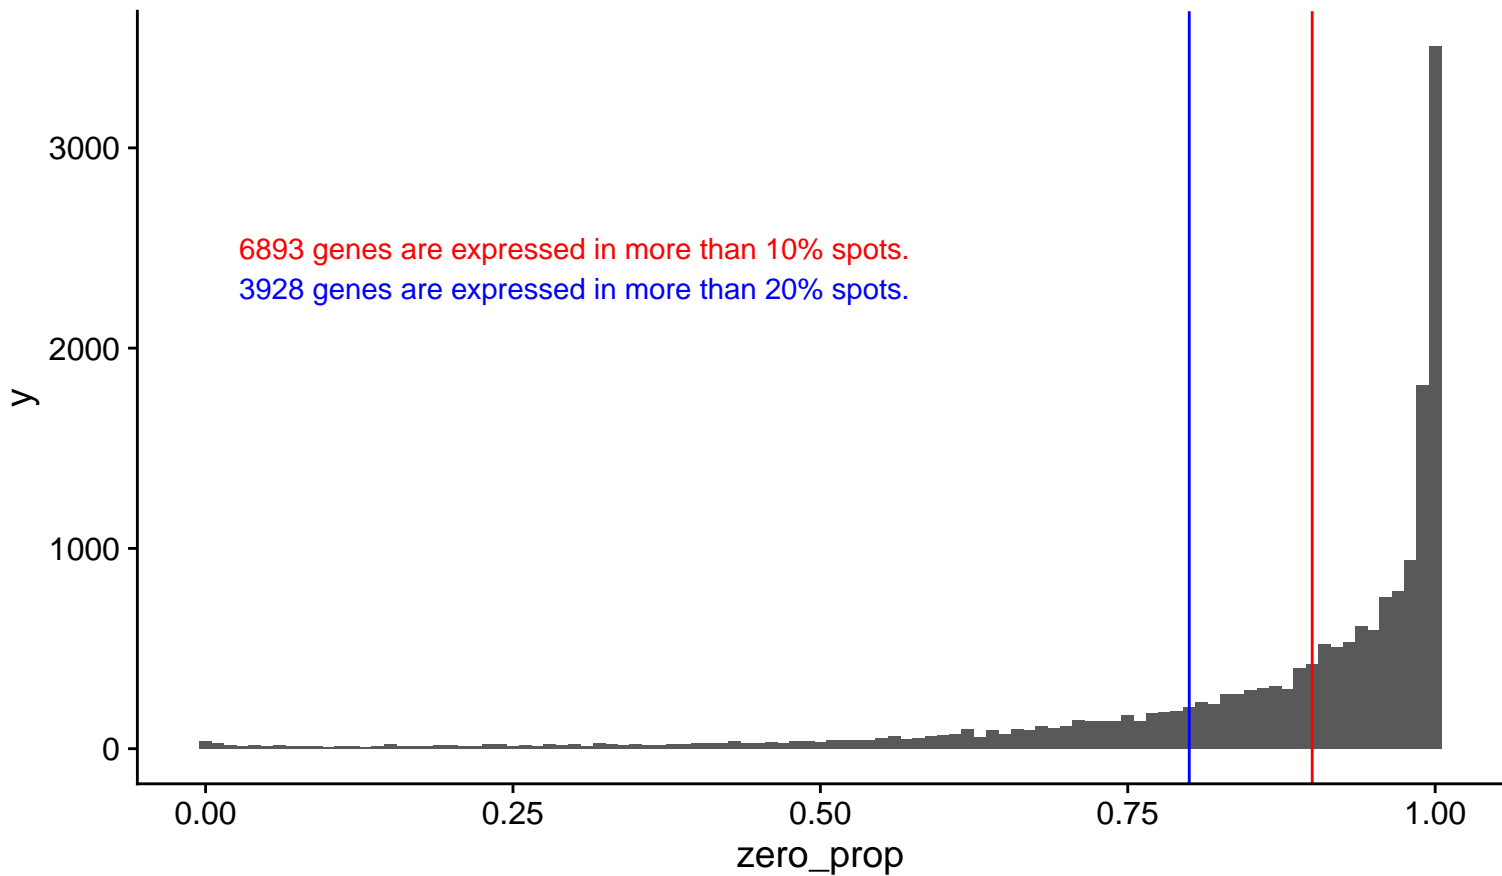 3000
6893 genes are expressed in more than 10% spots.
3928 genes are expressed in more than 20% spots.
2000
y
1000
0
0.00 0.25 0.50 0.75 1.00
zero_prop